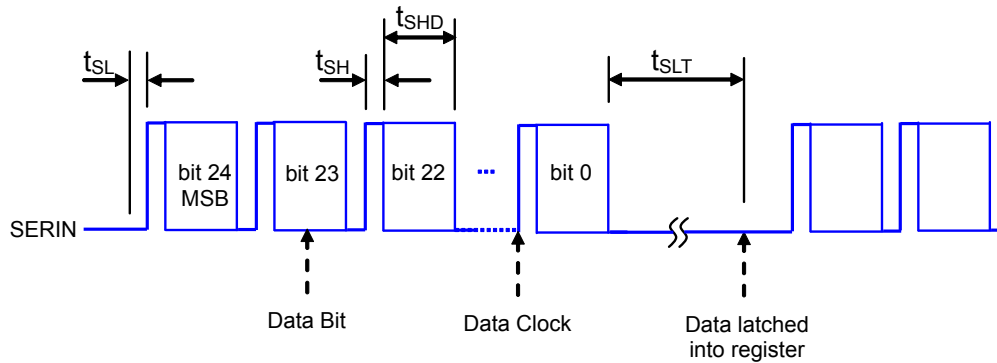 tSHD
tSL
tSH
tSLT
bit 24
MSB
bit 23
bit 22
...
bit 0
SERIN
Data Bit
Data Clock
Data latched
into register